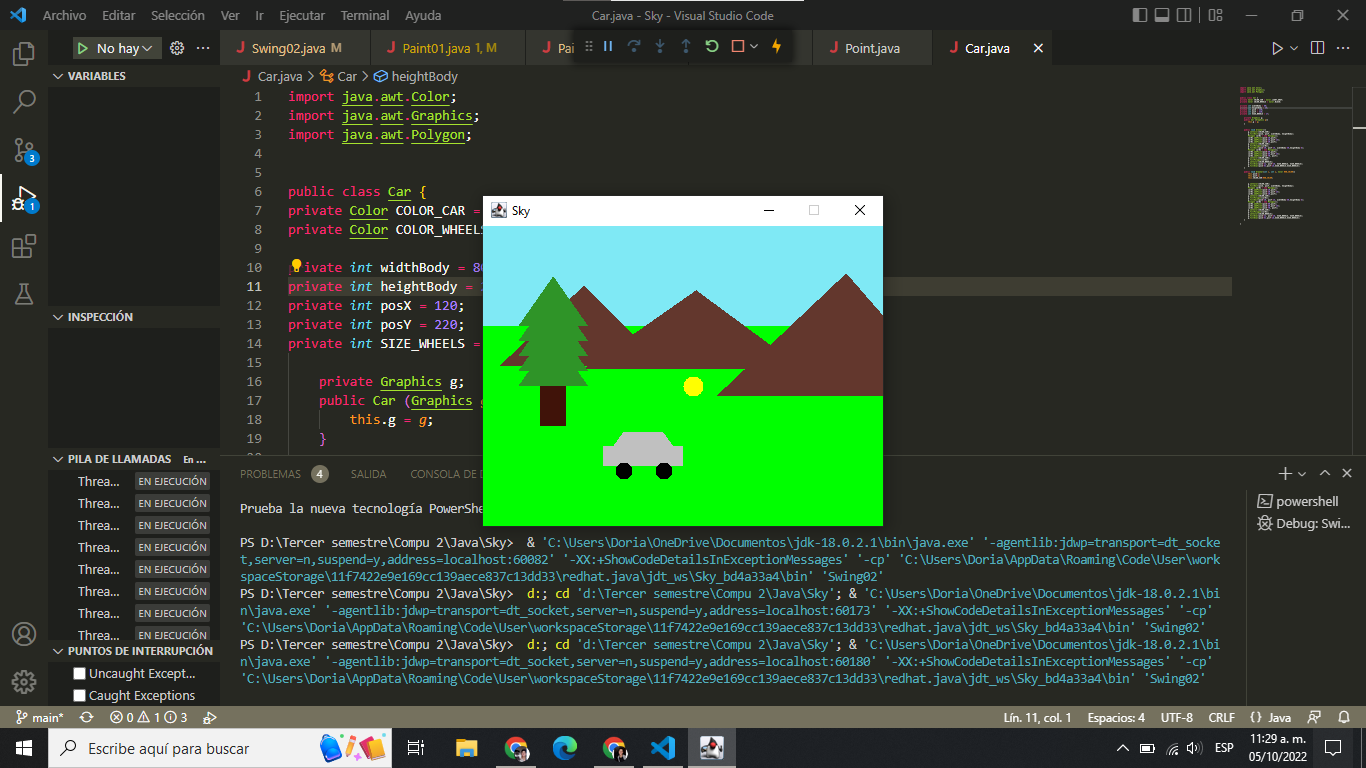 Archivo Editar Selección Ver Ir Ejecutar Terminal Ayuda
Car.java - Sky - Visual Studio Code
No hay
Swing02.java M
Paint01.java 1, M
Pai
Point.java
Car.java
Car.java > Car > heightBody
VARIABLES
INSPECCIÓN
PILA DE LLAMADAS En ...
Threa... EN EJECUCIÓN
Threa... EN EJECUCIÓN
Threa... EN EJECUCIÓN
Threa... EN EJECUCIÓN
Threa... EN EJECUCIÓN
Threa... EN EJECUCIÓN
Threa... EN EJECUCIÓN
Threa... EN EJECUCIÓN
PUNTOS DE INTERRUPCIÓN
Uncaught Except...
Caught Exceptions
3
1
1 import java.awt.Color;
2 import java.awt.Graphics;
3 import java.awt.Polygon;
4
5
6 public class Car {
7 private Color COLOR_CAR =
8 private Color COLOR_WHEELS
9
10 private int widthBody = 80
11 private int heightBody =
12 private int posX = 120;
13 private int posY = 220;
14 private int SIZE_WHEELS =
15
16 private Graphics g;
17 public Car (Graphics g
18 this.g = g;
19 }
Sky
PROBLEMAS 4 SALIDA CONSOLA DE
powershell
Debug: Swi...
Prueba la nueva tecnología PowerShe
PS D:\Tercer semestre\Compu 2\Java\Sky> & 'C:\Users\Doria\OneDrive\Documentos\jdk-18.0.2.1\bin\java.exe' '-agentlib:jdwp=transport=dt_socke
t,server=n,suspend=y,address=localhost:60082' '-XX:+ShowCodeDetailsInExceptionMessages' '-cp' 'C:\Users\Doria\AppData\Roaming\Code\User\work
spaceStorage\11f7422e9e169cc139aece837c13dd33\redhat.java\jdt_ws\Sky_bd4a33a4\bin' 'Swing02'
PS D:\Tercer semestre\Compu 2\Java\Sky> d:; cd 'd:\Tercer semestre\Compu 2\Java\Sky'; & 'C:\Users\Doria\OneDrive\Documentos\jdk-18.0.2.1\bi
n\java.exe' '-agentlib:jdwp=transport=dt_socket,server=n,suspend=y,address=localhost:60173' '-XX:+ShowCodeDetailsInExceptionMessages' '-cp'
'C:\Users\Doria\AppData\Roaming\Code\User\workspaceStorage\11f7422e9e169cc139aece837c13dd33\redhat.java\jdt_ws\Sky_bd4a33a4\bin' 'Swing02'
PS D:\Tercer semestre\Compu 2\Java\Sky> d:; cd 'd:\Tercer semestre\Compu 2\Java\Sky'; & 'C:\Users\Doria\OneDrive\Documentos\jdk-18.0.2.1\bi
n\java.exe' '-agentlib:jdwp=transport=dt_socket,server=n,suspend=y,address=localhost:60180' '-XX:+ShowCodeDetailsInExceptionMessages' '-cp'
'C:\Users\Doria\AppData\Roaming\Code\User\workspaceStorage\11f7422e9e169cc139aece837c13dd33\redhat.java\jdt_ws\Sky_bd4a33a4\bin' 'Swing02'
main* 0 1 3
Lín. 11, col. 1 Espacios: 4 UTF-8 CRLF {} Java
Escribe aquí para buscar
ESP
11:29 a. m.
05/10/2022